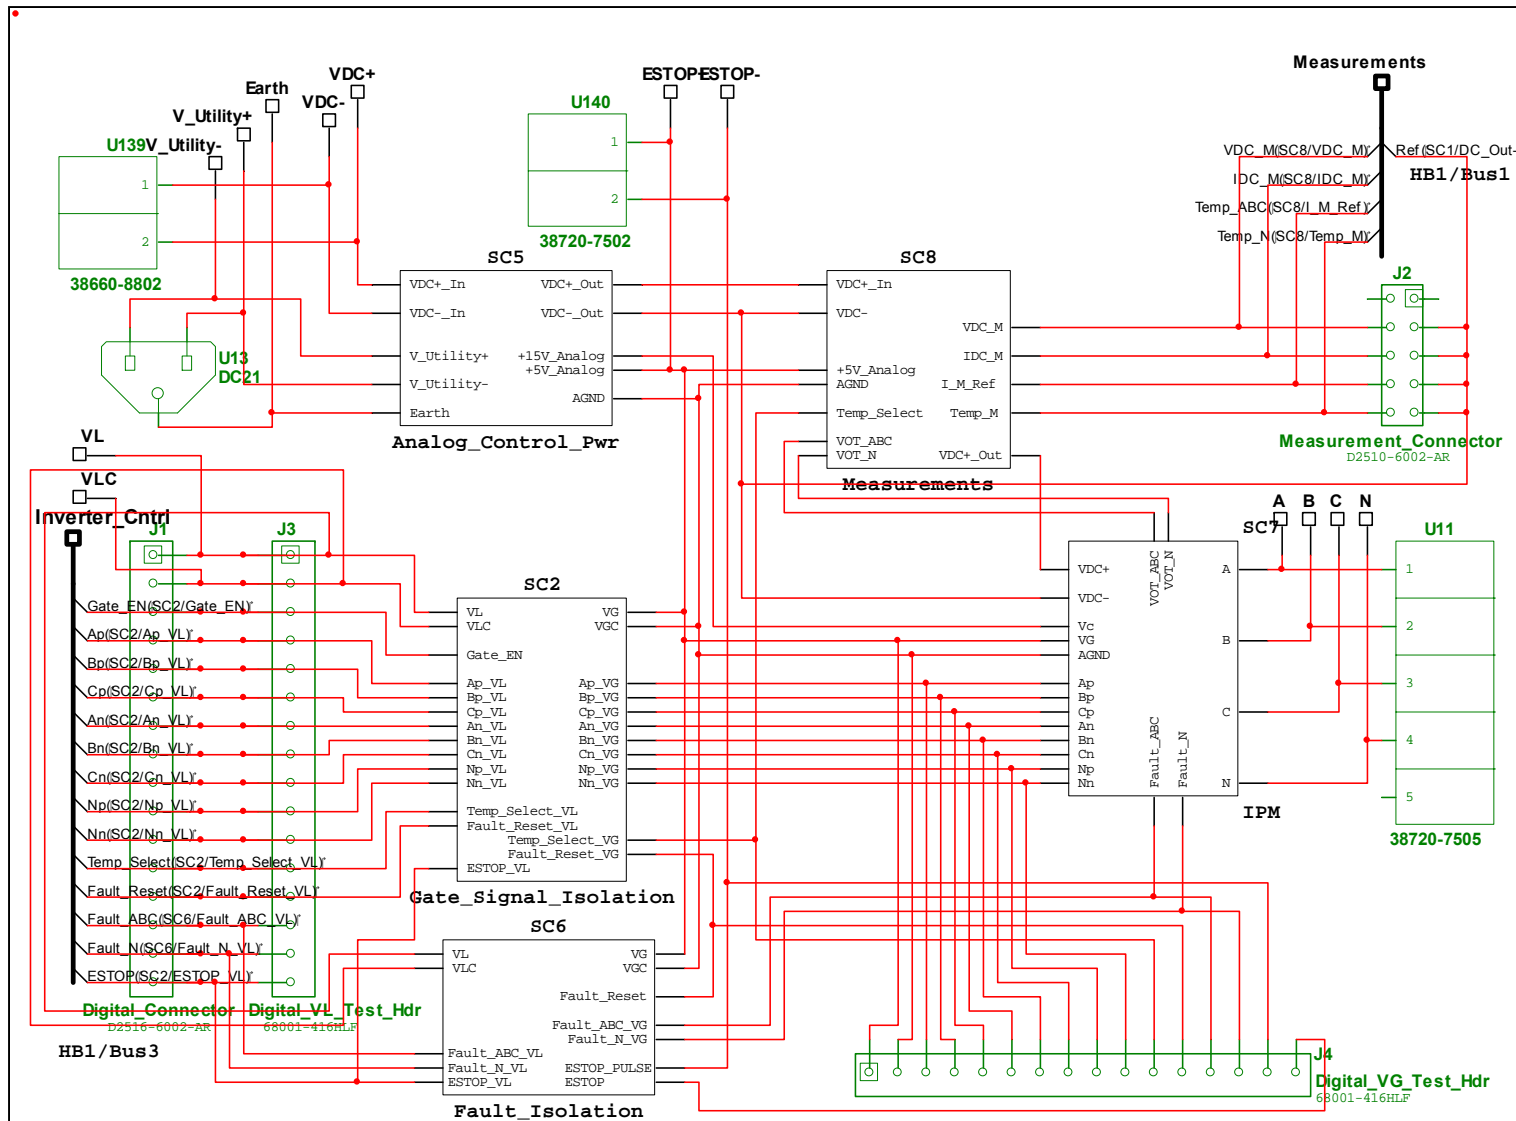 Measurements
ESTOP+
ESTOP-
VDC+
Earth
VDC-
V_Utility+
V_Utility-
U139
1
2
38660-8802
U140
1
2
38720-7502
VDC_M(SC8/VDC_M)
IDC_M(SC8/IDC_M)
Temp_ABC(SC8/I_M_Ref)
Temp_N(SC8/Temp_M)
Ref(SC1/DC_Out-
HB1/Bus1
U13
DC21
SC5
VDC+_In
VDC-_In
V_Utility+
V_Utility-
Earth
VDC+_Out
VDC-_Out
+15V_Analog
+5V_Analog
AGND
Analog_Control_Pwr
SC8
VDC+_In
VDC-
+5V_Analog
AGND
Temp_Select
VOT_ABC
VOT_N
VDC_M
IDC_M
I_M_Ref
Temp_M
VDC+_Out
Measurements
J2
Measurement_Connector
D2510-6002-AR
VL
VLC
Inverter_Cntrl
J1
J3
Gate_EN(SC2/Gate_EN)
Ap(SC2/Ap_VL)
Bp(SC2/Bp_VL)
Cp(SC2/Cp_VL)
An(SC2/An_VL)
Bn(SC2/Bn_VL)
Cn(SC2/Cn_VL)
Np(SC2/Np_VL)
Nn(SC2/Nn_VL)
Temp_Select(SC2/Temp_Select_VL)
Fault_Reset(SC2/Fault_Reset_VL)
Fault_ABC(SC6/Fault_ABC_VL)
Fault_N(SC6/Fault_N_VL)
ESTOP(SC2/ESTOP_VL)
Digital_Connector
D2516-6002-AR
Digital_VL_Test_Hdr
68001-416HLF
HB1/Bus3
SC2
VL
VLC
Gate_EN
Ap_VL
Bp_VL
Cp_VL
An_VL
Bn_VL
Cn_VL
Np_VL
Nn_VL
Temp_Select_VL
Fault_Reset_VL
ESTOP_VL
VG
VGC
Ap_VG
Bp_VG
Cp_VG
An_VG
Bn_VG
Cn_VG
Np_VG
Nn_VG
Temp_Select_VG
Fault_Reset_VG
Gate_Signal_Isolation
SC6
VL
VLC
Fault_ABC_VL
Fault_N_VL
ESTOP_VL
VG
VGC
Fault_Reset
Fault_ABC_VG
Fault_N_VG
ESTOP_PULSE
ESTOP
Fault_Isolation
SC7
VDC+
VDC-
Vc
VG
AGND
Ap
Bp
Cp
An
Bn
Cn
Np
Nn
VOT_ABC
VOT_N
Fault_ABC
Fault_N
A
B
C
N
IPM
A
B
C
N
U11
1
2
3
4
5
38720-7505
J4
Digital_VG_Test_Hdr
68001-416HLF